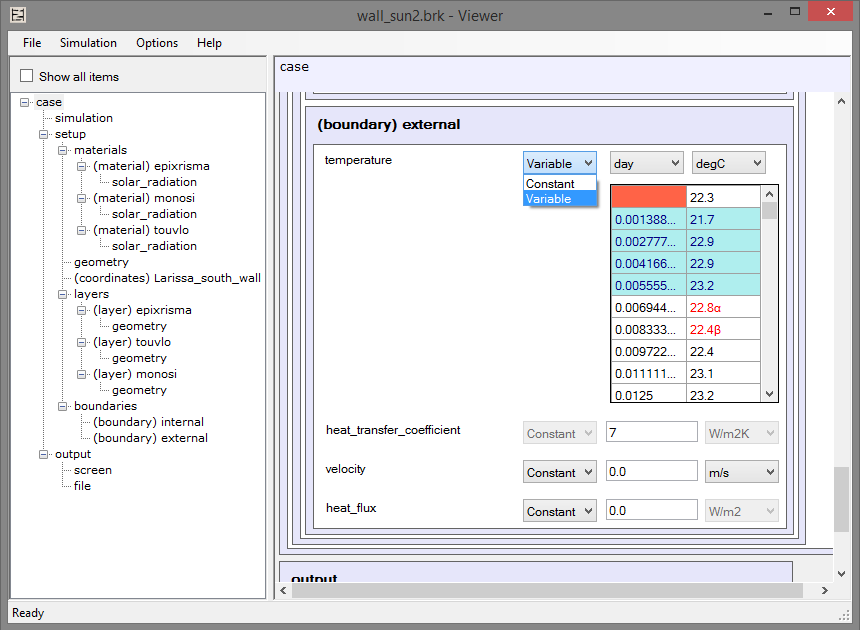 wall_sun2.brk - Viewer
File Simulation Options Help
Show all items
case
simulation
setup
materials
(material) epixrisma
solar_radiation
(material) monosi
solar_radiation
(material) touvlo
solar_radiation
geometry
(coordinates) Larissa_south_wall
layers
(layer) epixrisma
geometry
(layer) touvlo
geometry
(layer) monosi
geometry
boundaries
(boundary) internal
(boundary) external
output
screen
file
case
(boundary) external
temperature Variable day degC
Constant
Variable
22.3
0.001388... 21.7
0.002777... 22.9
0.004166... 22.9
0.005555... 23.2
0.006944... 22.8α
0.008333... 22.4β
0.009722... 22.4
0.011111... 23.1
0.0125 23.2
heat_transfer_coefficient Constant 7 W/m2K
velocity Constant 0.0 m/s
heat_flux Constant 0.0 W/m2
output
Ready